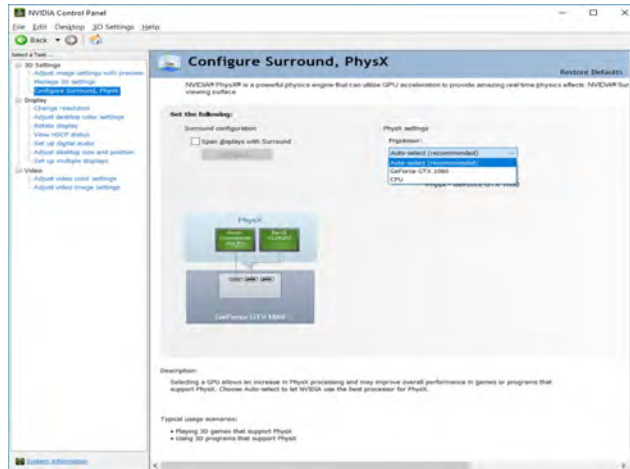 NVIDIA Control Panel
File Edit Desktop 3D Settings Help
Back
Select a Task...
3D Settings
Adjust image settings with preview
Manage 3D settings
Configure Surround, PhysX
Display
Change resolution
Adjust desktop color settings
Rotate display
View HDCP status
Set up digital audio
Adjust desktop size and position
Set up multiple displays
Video
Adjust video color settings
Adjust video image settings
System Information
Configure Surround, PhysX
Restore Defaults
NVIDIA® PhysX® is a powerful physics engine that can utilize GPU acceleration to provide amazing real-time physics effects. NVIDIA® Sur
viewing surface.
Set the following:
Surround configuration
Span displays with Surround
PhysX settings
Processor:
Auto-select (recommended)
Auto-select (recommended)
GeForce GTX 1060
CPU
PhysX
GeForce GTX 1060
Description:
Selecting a GPU allows an increase in PhysX processing and may improve overall performance in games or programs that
support PhysX. Choose Auto-select to let NVIDIA use the best processor for PhysX.
Typical usage scenarios:
• Playing 3D games that support PhysX
• Using 3D programs that support PhysX